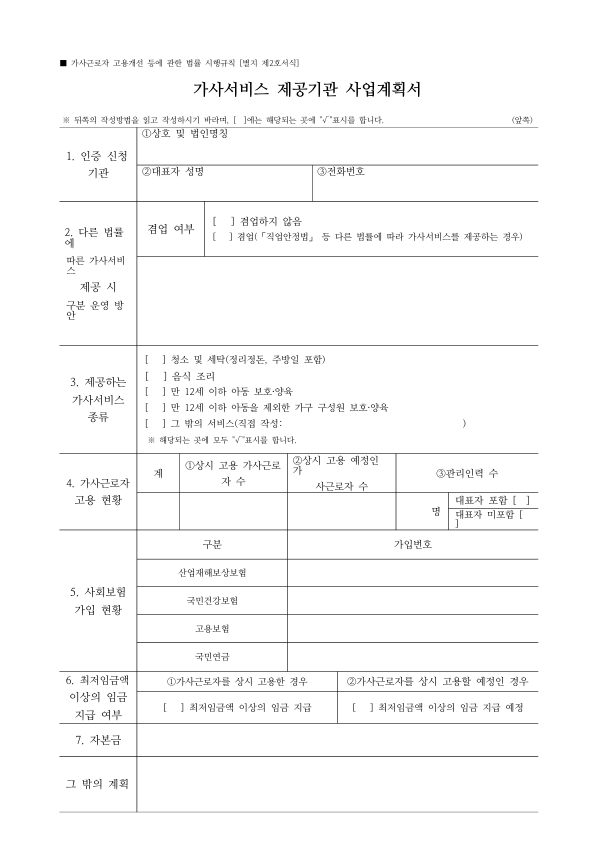 ■ 가사근로자 고용개선 등에 관한 법률 시행규칙 [별지 제2호서식]
가사서비스 제공기관 사업계획서
※ 뒤쪽의 작성방법을 읽고 작성하시기 바라며, [ ]에는 해당되는 곳에 "√"표시를 합니다. (앞쪽)
1. 인증 신청
기관
①상호 및 법인명칭
②대표자 성명 ③전화번호
2. 다른 법률
에
따른 가사서비
스
제공 시
구분 운영 방
안
겸업 여부
[ ] 겸업하지 않음
[ ] 겸업(「직업안정법」 등 다른 법률에 따라 가사서비스를 제공하는 경우)
3. 제공하는
가사서비스
종류
[ ] 청소 및 세탁(정리정돈, 주방일 포함)
[ ] 음식 조리
[ ] 만 12세 이하 아동 보호·양육
[ ] 만 12세 이하 아동을 제외한 가구 구성원 보호·양육
[ ] 그 밖의 서비스(직접 작성: )
※ 해당되는 곳에 모두 "√"표시를 합니다.
4. 가사근로자
고용 현황
계
①상시 고용 가사근로
자 수
②상시 고용 예정인
가
사근로자 수
③관리인력 수
명
대표자 포함 [ ]
대표자 미포함 [
]
5. 사회보험
가입 현황
구분 가입번호
산업재해보상보험
국민건강보험
고용보험
국민연금
6. 최저임금액
이상의 임금
지급 여부
①가사근로자를 상시 고용한 경우 ②가사근로자를 상시 고용할 예정인 경우
[ ] 최저임금액 이상의 임금 지급 [ ] 최저임금액 이상의 임금 지급 예정
7. 자본금
그 밖의 계획